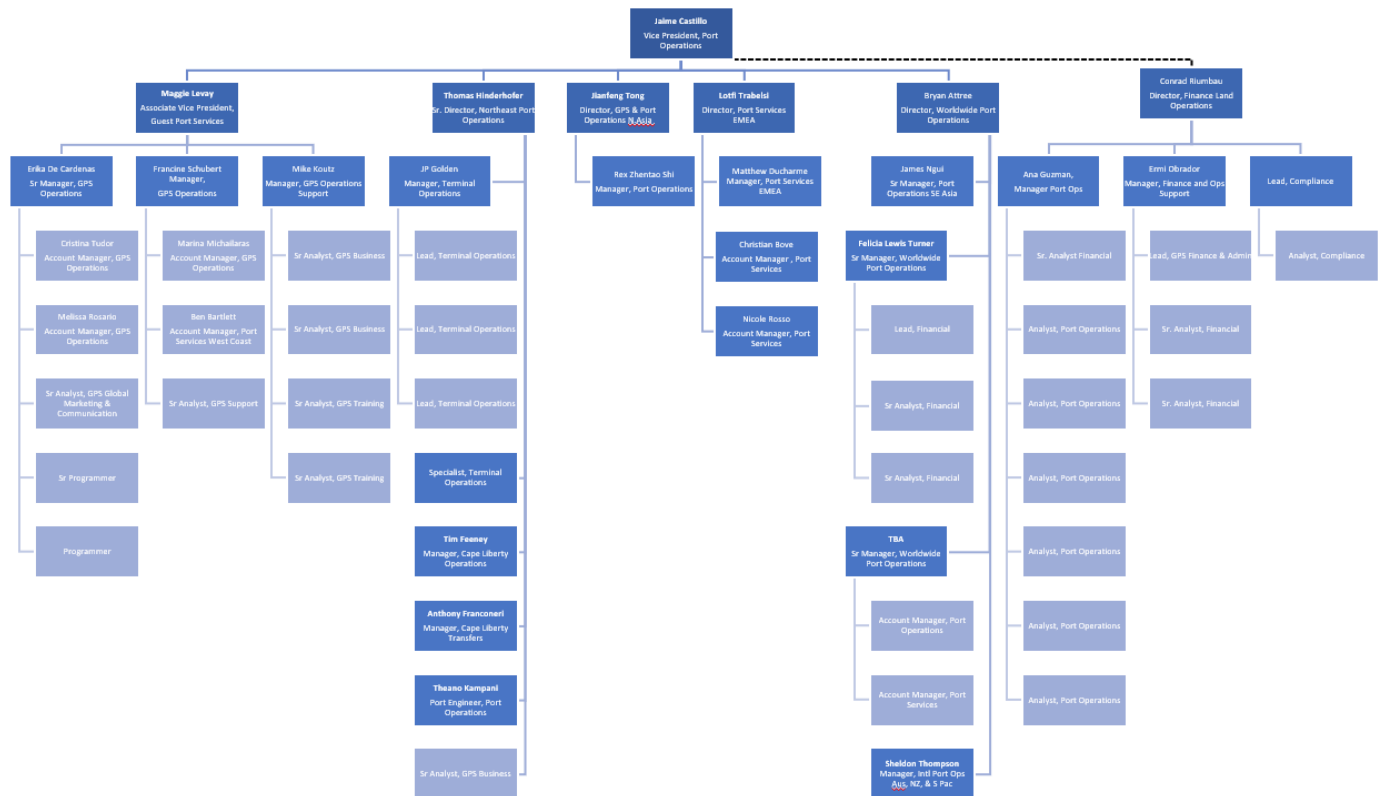 Jaime Castillo
Vice President, Port
Operations
Maggie Levay
Associate Vice President,
Guest Port Services
Thomas Hinderhofer
Sr. Director, Northeast Port
Operations
Jianfeng Tong
Director, GPS & Port
Operations N.Asia
Lotfi Trabelsi
Director, Port Services
EMEA
Bryan Attree
Director, Worldwide Port
Operations
Conrad Riumbau
Director, Finance Land
Operations
Erika De Cardenas
Sr Manager, GPS
Operations
Francine Schubert
Manager,
GPS Operations
Mike Koutz
Manager, GPS Operations
Support
JP Golden
Manager, Terminal
Operations
Rex Zhentao Shi
Manager, Port Operations
Matthew Ducharme
Manager, Port Services
EMEA
James Ngui
Sr Manager, Port
Operations SE Asia
Ana Guzman,
Manager Port Ops
Ermi Obrador
Manager, Finance and Ops
Support
Lead, Compliance
Cristina Tudor
Account Manager, GPS
Operations
Marina Michailaras
Account Manager, GPS
Operations
Sr Analyst, GPS Business
Lead, Terminal Operations
Christian Bove
Account Manager , Port
Services
Felicia Lewis Turner
Sr Manager, Worldwide
Port Operations
Sr. Analyst Financial
Lead, GPS Finance & Admin
Analyst, Compliance
Melissa Rosario
Account Manager, GPS
Operations
Ben Bartlett
Account Manager, Port
Services West Coast
Sr Analyst, GPS Business
Lead, Terminal Operations
Nicole Rosso
Account Manager, Port
Services
Lead, Financial
Analyst, Port Operations
Sr. Analyst, Financial
Sr Analyst, GPS Global
Marketing &
Communication
Sr Analyst, GPS Support
Sr Analyst, GPS Training
Lead, Terminal Operations
Sr Analyst, Financial
Analyst, Port Operations
Sr. Analyst, Financial
Sr Programmer
Sr Analyst, GPS Training
Specialist, Terminal
Operations
Sr Analyst, Financial
Analyst, Port Operations
Programmer
Tim Feeney
Manager, Cape Liberty
Operations
TBA
Sr Manager, Worldwide
Port Operations
Analyst, Port Operations
Anthony Franconeri
Manager, Cape Liberty
Transfers
Account Manager, Port
Operations
Analyst, Port Operations
Theano Kampani
Port Engineer, Port
Operations
Account Manager, Port
Services
Analyst, Port Operations
Sr Analyst, GPS Business
Sheldon Thompson
Manager, Intl Port Ops
Aus, NZ, & S Pac